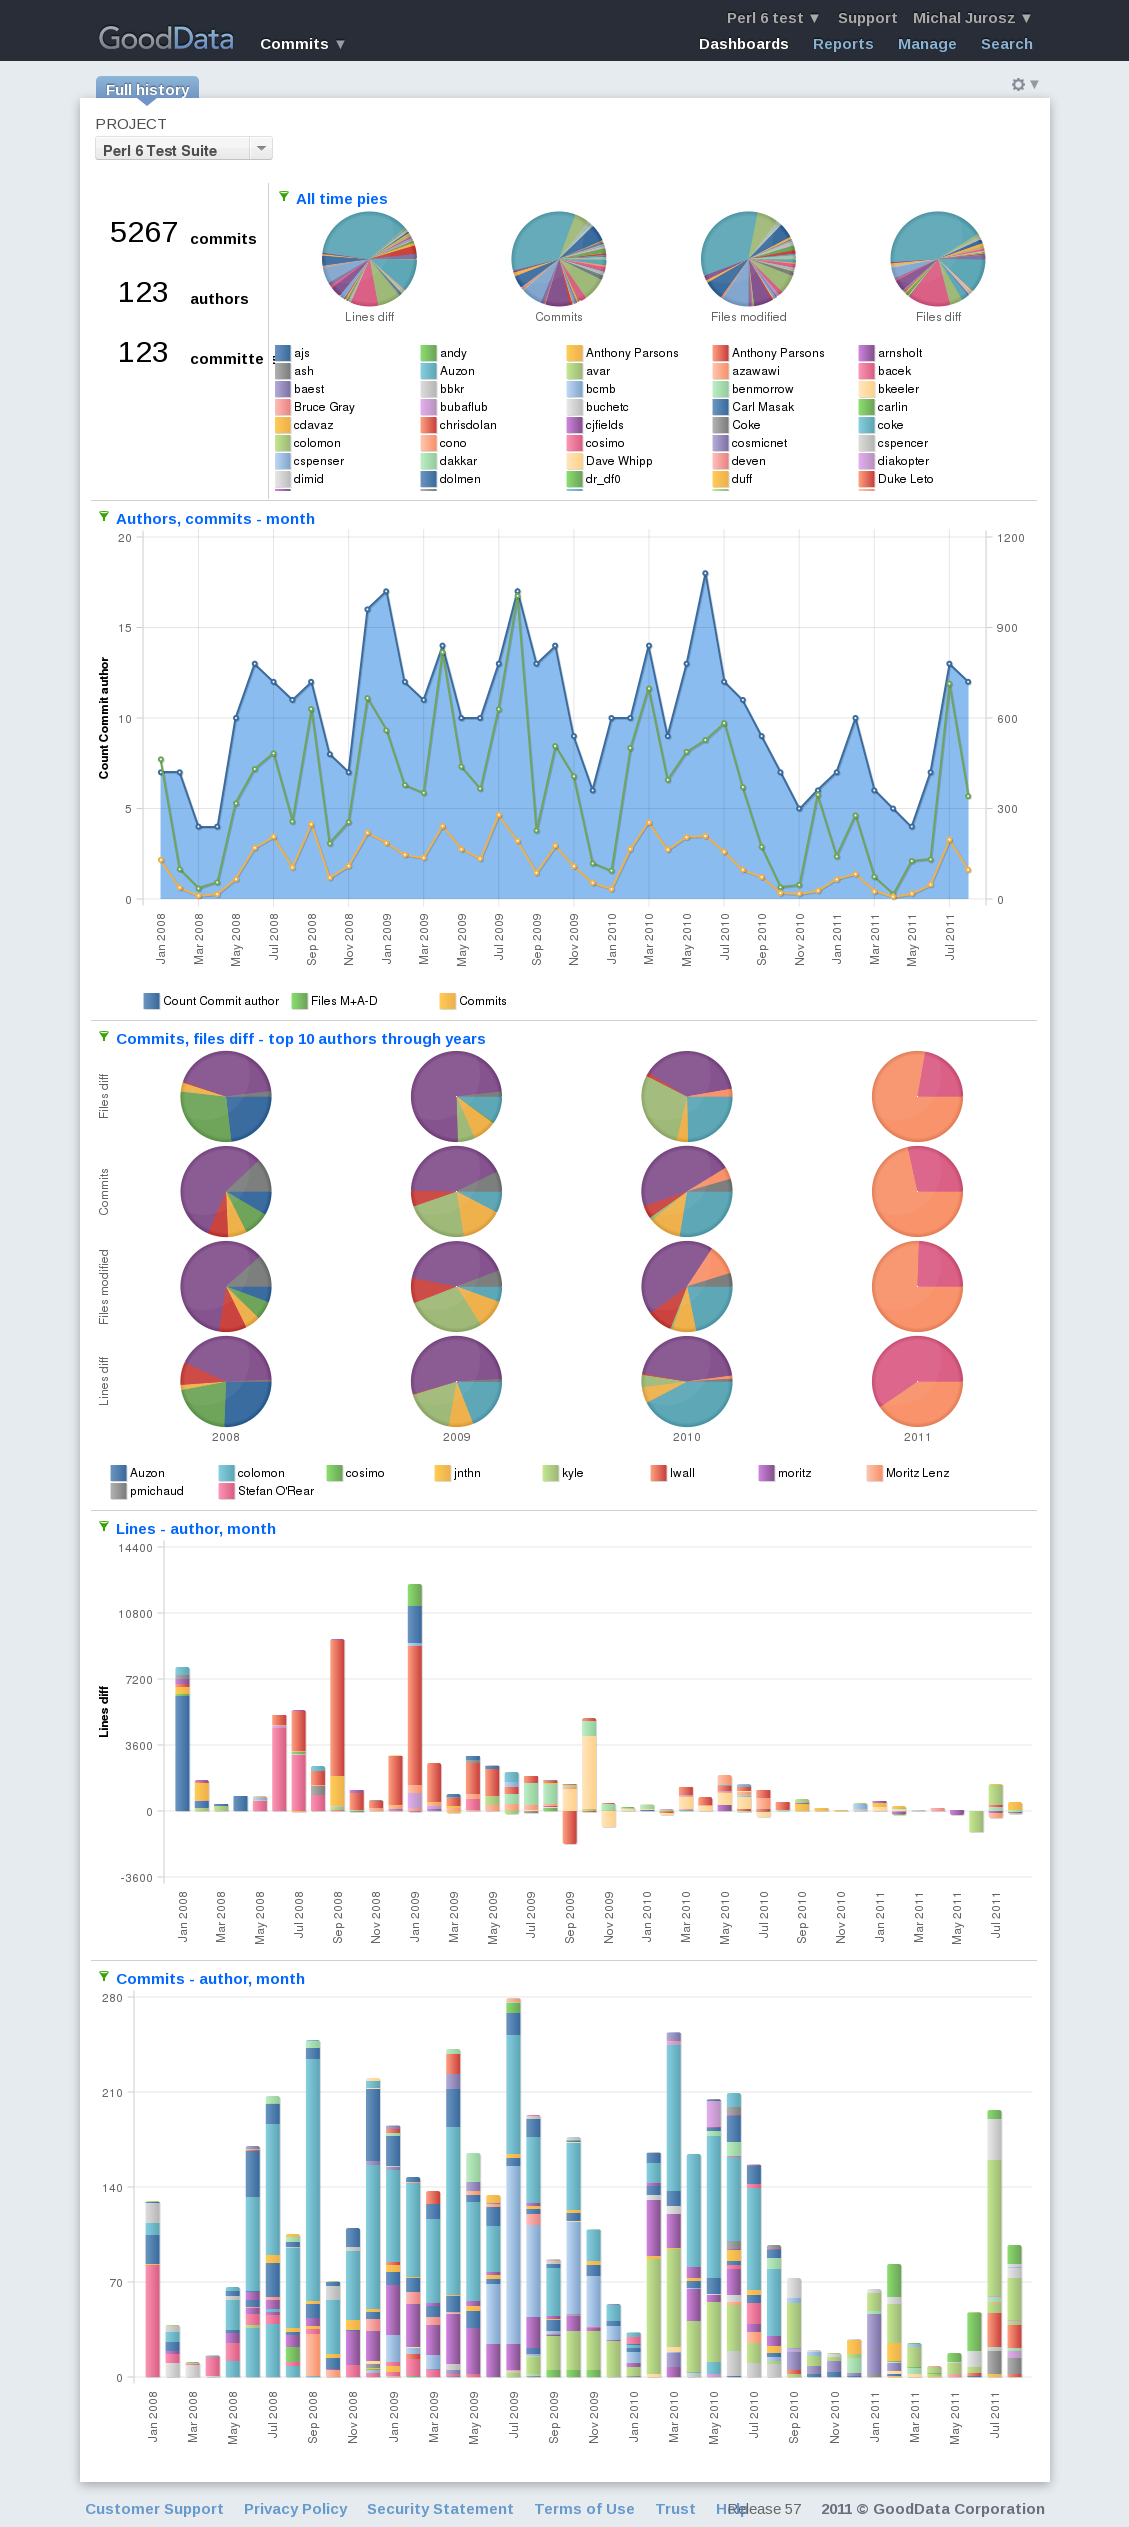 Perl 6 test ▼ Support Michal Jurosz ▼
GoodData Commits ▼ Dashboards Reports Manage Search
Full history
PROJECT
Perl 6 Test Suite
5267 commits
123 authors
123 committe
All time pies
Lines diff Commits Files modified Files diff
ajs andy Anthony Parsons Anthony Parsons arnsholt
ash Auzon avar azawawi bacek
baest bbkr bcmb benmorrow bkeeler
Bruce Gray bubaflub buchetc Carl Masak carlin
cdavaz chrisdolan cjfields Coke coke
colomon cono cosimo cosmicnet cspencer
cspenser dakkar Dave Whipp deven diakopter
dimid dolmen dr_df0 duff Duke Leto
Authors, commits - month
20 1200
15 900
10 600
5 300
0 0
Count Commit author
Jan 2008 Mar 2008 May 2008 Jul 2008 Sep 2008 Nov 2008 Jan 2009 Mar 2009 May 2009 Jul 2009 Sep 2009 Nov 2009 Jan 2010 Mar 2010 May 2010 Jul 2010 Sep 2010 Nov 2010 Jan 2011 Mar 2011 May 2011 Jul 2011
Count Commit author Files M+A-D Commits
Commits, files diff - top 10 authors through years
Files diff
Commits
Files modified
Lines diff
2008 2009 2010 2011
Auzon colomon cosimo jnthn kyle lwall moritz Moritz Lenz
pmichaud Stefan O'Rear
Lines - author, month
14400
10800
7200
3600
0
-3600
Lines diff
Jan 2008 Mar 2008 May 2008 Jul 2008 Sep 2008 Nov 2008 Jan 2009 Mar 2009 May 2009 Jul 2009 Sep 2009 Nov 2009 Jan 2010 Mar 2010 May 2010 Jul 2010 Sep 2010 Nov 2010 Jan 2011 Mar 2011 May 2011 Jul 2011
Commits - author, month
280
210
140
70
0
Jan 2008 Mar 2008 May 2008 Jul 2008 Sep 2008 Nov 2008 Jan 2009 Mar 2009 May 2009 Jul 2009 Sep 2009 Nov 2009 Jan 2010 Mar 2010 May 2010 Jul 2010 Sep 2010 Nov 2010 Jan 2011 Mar 2011 May 2011 Jul 2011
Customer Support Privacy Policy Security Statement Terms of Use Trust Help Release 57 2011 © GoodData Corporation